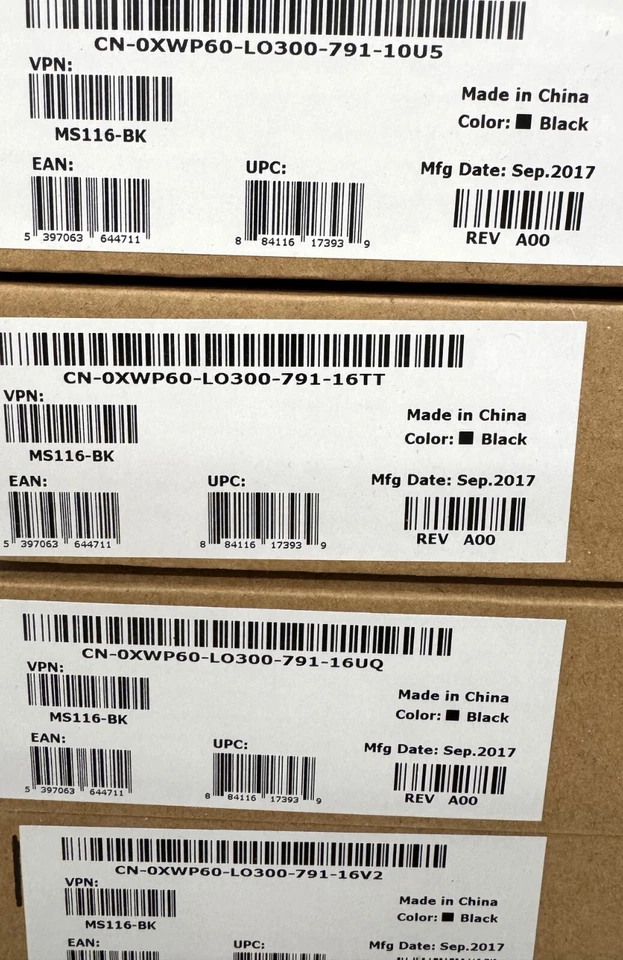 CN-0XWP60-LO300-791-10U5
VPN:
MS116-BK
Made in China
Color: Black
EAN:
UPC:
Mfg Date: Sep.2017
5 397063 644711
8 84116 17393 9
REV A00
CN-0XWP60-LO300-791-16TT
VPN:
MS116-BK
Made in China
Color: Black
EAN:
UPC:
Mfg Date: Sep.2017
5 397063 644711
8 84116 17393 9
REV A00
CN-0XWP60-LO300-791-16UQ
VPN:
MS116-BK
Made in China
Color: Black
EAN:
UPC:
Mfg Date: Sep.2017
5 397063 644711
8 84116 17393 9
REV A00
CN-0XWP60-LO300-791-16V2
VPN:
MS116-BK
Made in China
Color: Black
EAN:
UPC:
Mfg Date: Sep.2017